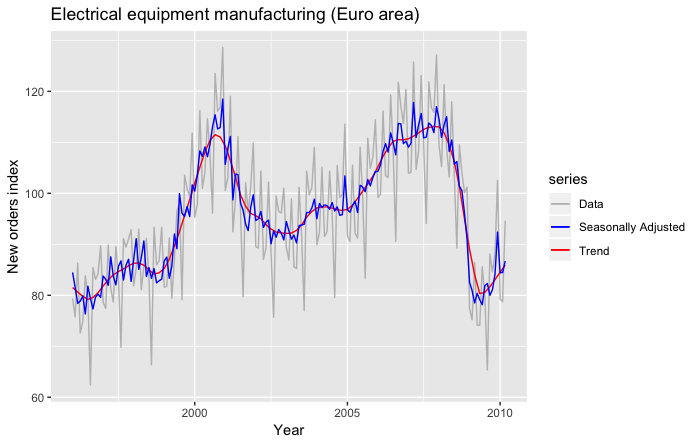 Electrical equipment manufacturing (Euro area)
120
100
80
60
2000
2005
2010
Year
New orders index
series
Data
Seasonally Adjusted
Trend